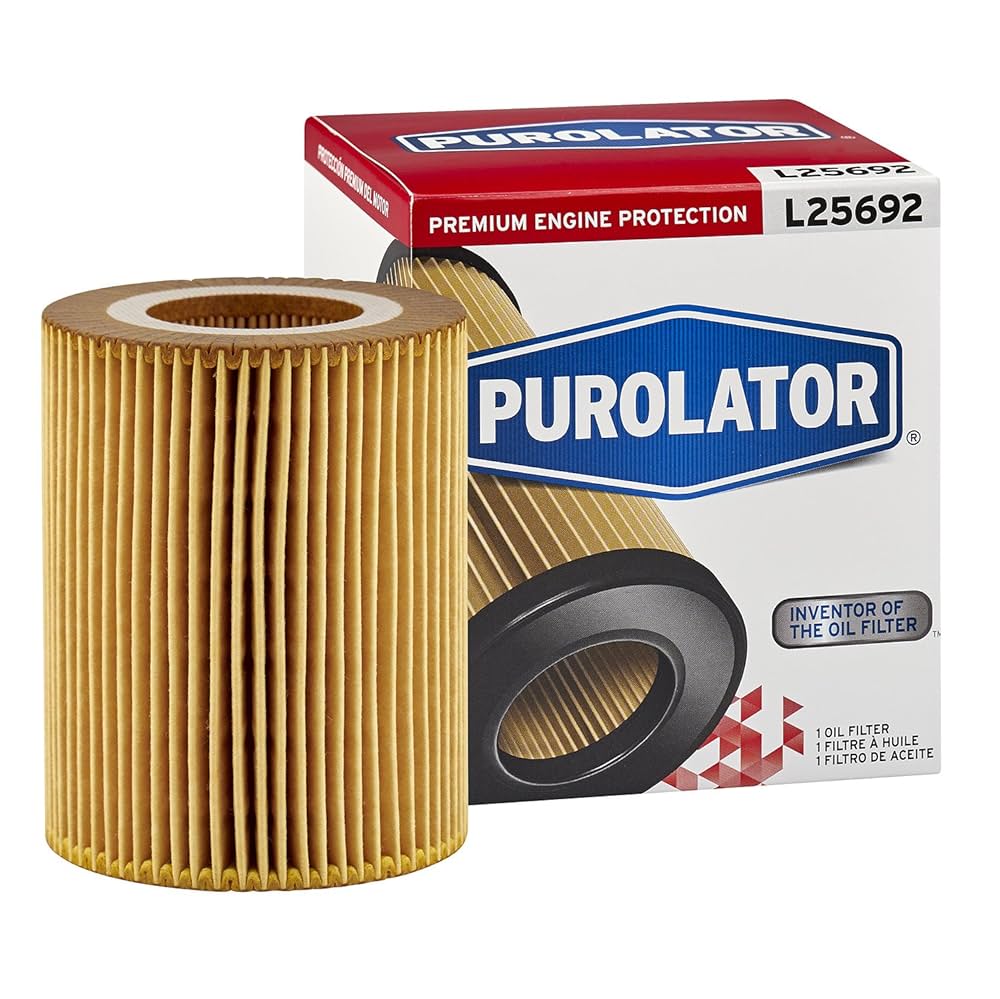 PUROLATOR
PROTECCIÓN PREMIUM DEL MOTOR
L25692
PREMIUM ENGINE PROTECTION
L25692
PUROLATOR®
INVENTOR OF
THE OIL FILTER™
1 OIL FILTER
1 FILTRE À HUILE
1 FILTRO DE ACEITE